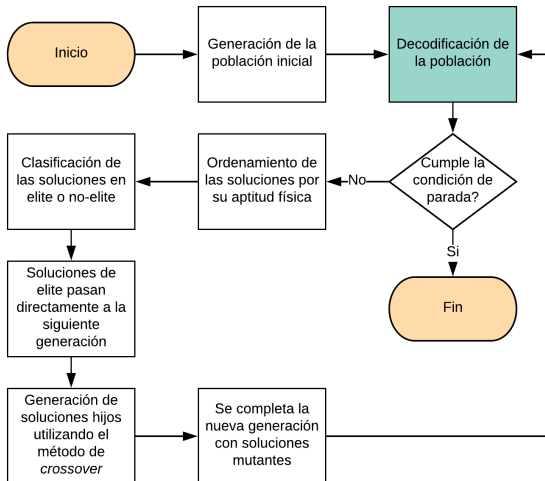 Inicio
Generación de la
población inicial
Decodificación de
la población
Cumple la
condición de
parada?
No
Si
Ordenamiento de
las soluciones por
su aptitud física
Clasificación de
las soluciones en
elite o no-elite
Soluciones de
elite pasan
directamente a la
siguiente
generación
Fin
Generación de
soluciones hijos
utilizando el
método de
crossover
Se completa la
nueva generación
con soluciones
mutantes